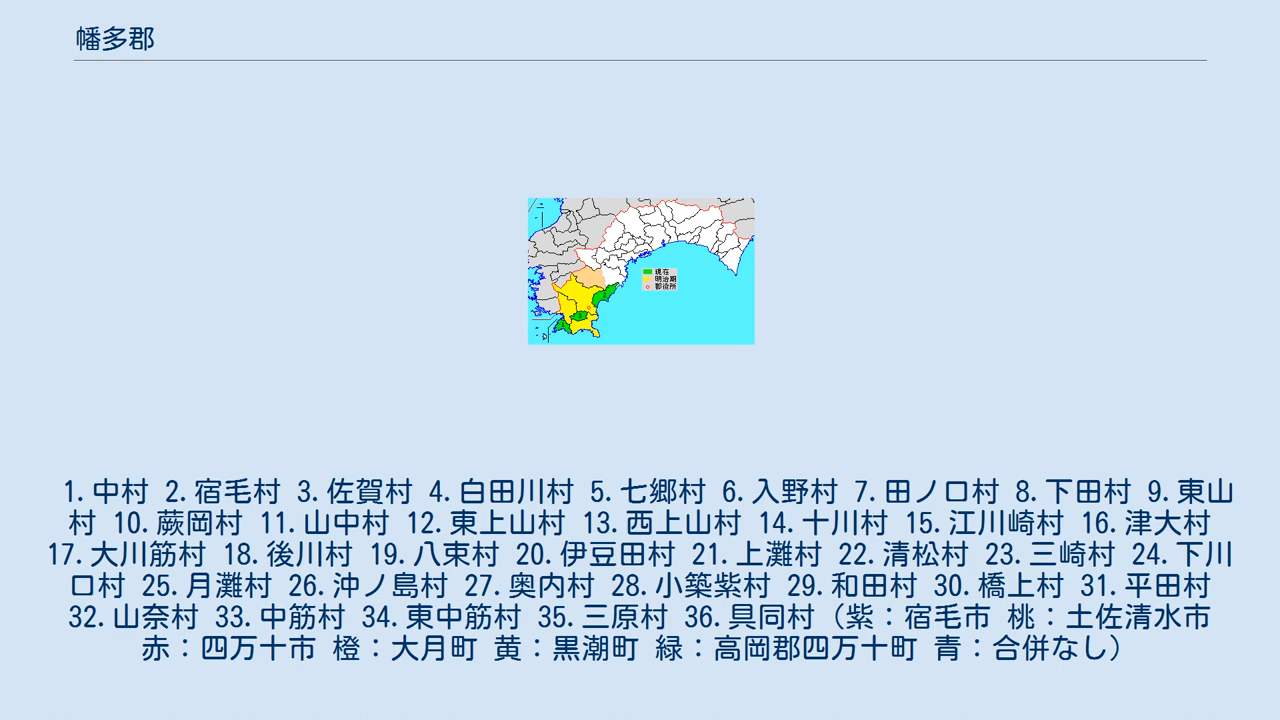 幡多郡
現在
明治期
郡役所
1.中村 2.宿毛村 3.佐賀村 4.白田川村 5.七郷村 6.入野村 7.田ノ口村 8.下田村 9.東山
村 10.蕨岡村 11.山中村 12.東上山村 13.西上山村 14.十川村 15.江川崎村 16.津大村
17.大川筋村 18.後川村 19.八束村 20.伊豆田村 21.上灘村 22.清松村 23.三崎村 24.下川
口村 25.月灘村 26.沖ノ島村 27.奥内村 28.小築紫村 29.和田村 30.橋上村 31.平田村
32.山奈村 33.中筋村 34.東中筋村 35.三原村 36.具同村（紫：宿毛市 桃：土佐清水市
赤：四万十市 橙：大月町 黄：黒潮町 緑：高岡郡四万十町 青：合併なし）